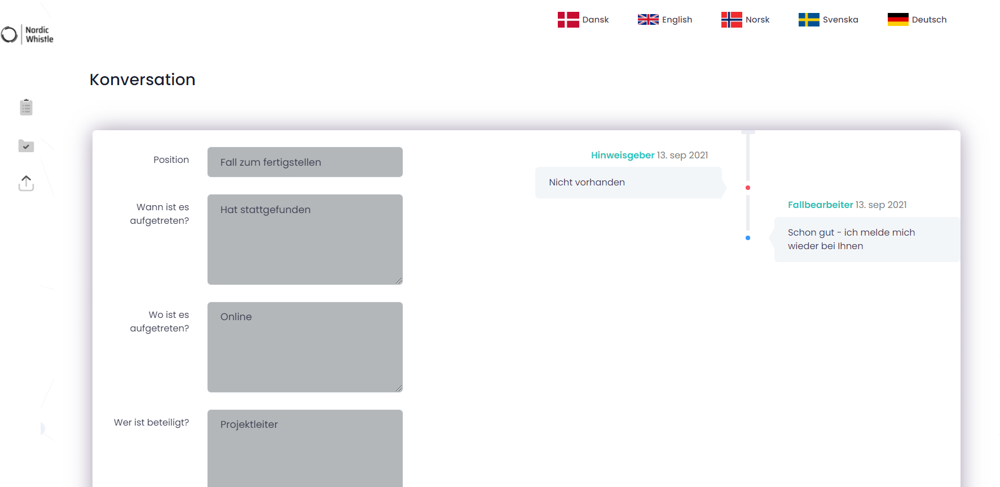 Nordic
Whistle
Dansk
English
Norsk
Svenska
Deutsch
Konversation
Position
Fall zum fertigstellen
Wann ist es
aufgetreten?
Hat stattgefunden
Wo ist es
aufgetreten?
Online
Wer ist beteiligt?
Projektleiter
Hinweisgeber 13. sep 2021
Nicht vorhanden
Fallbearbeiter 13. sep 2021
Schon gut - ich melde mich
wieder bei Ihnen